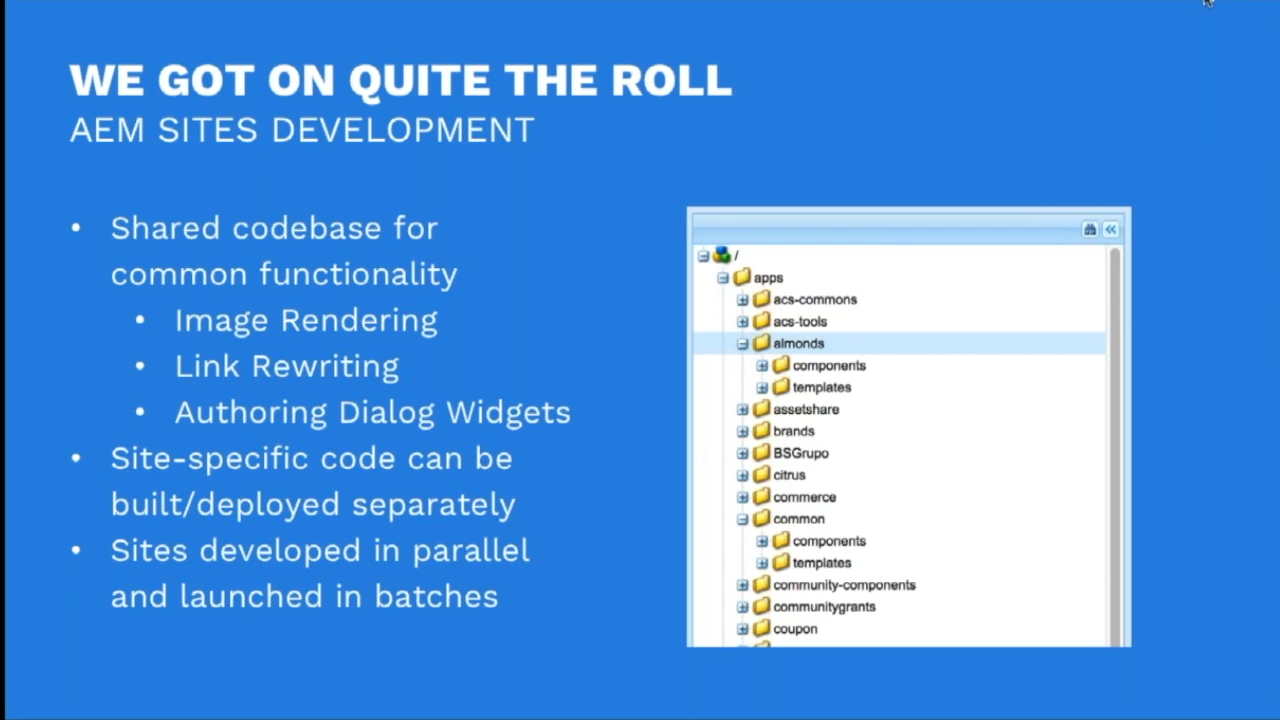 WE GOT ON QUITE THE ROLL
AEM SITES DEVELOPMENT
• Shared codebase for
common functionality
• Image Rendering
• Link Rewriting
• Authoring Dialog Widgets
• Site-specific code can be
built/deployed separately
• Sites developed in parallel
and launched in batches
/
apps
acs-commons
acs-tools
almonds
components
templates
assetshare
brands
BSGrupo
citrus
commerce
common
components
templates
community-components
communitygrants
coupon